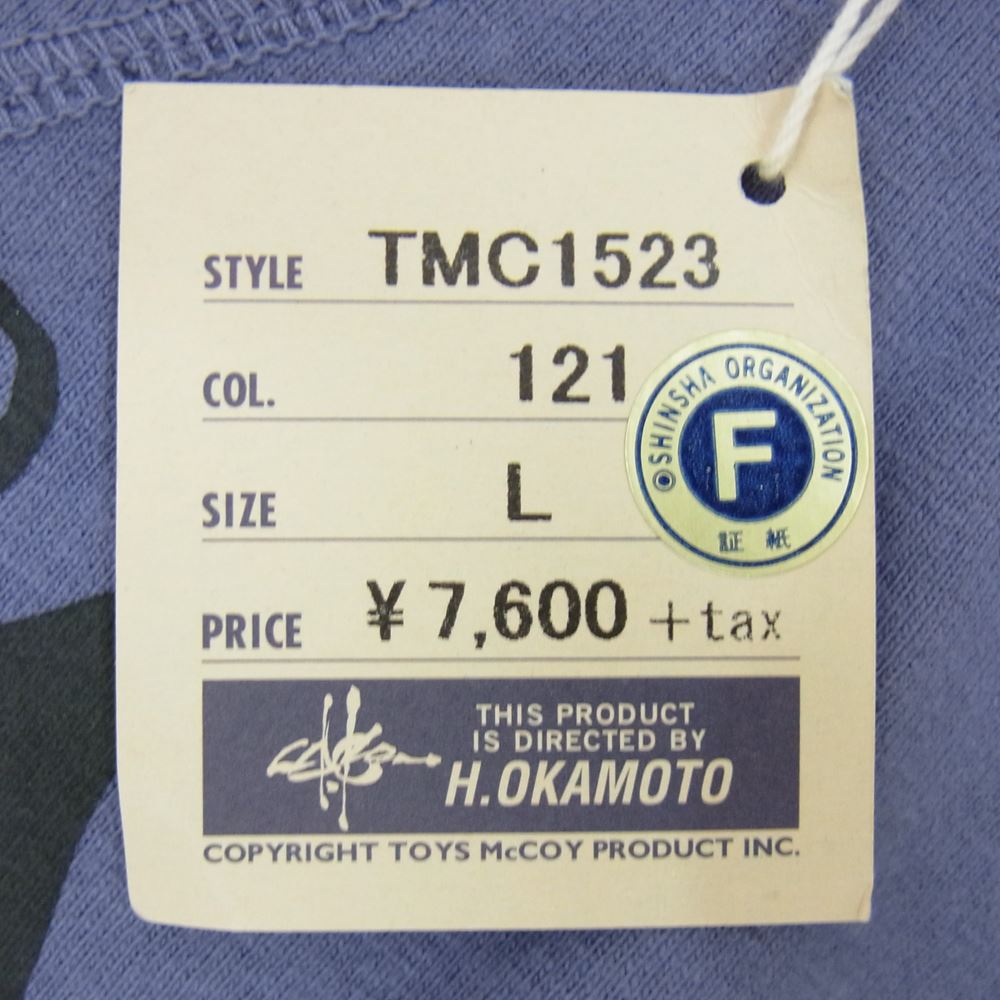 STYLE TMC1523
COL. 121
SIZE L
PRICE ¥7,600+tax
SHINSHA ORGANIZATION
F
証 紙
THIS PRODUCT
IS DIRECTED BY
H.OKAMOTO
COPYRIGHT TOYS McCOY PRODUCT INC.